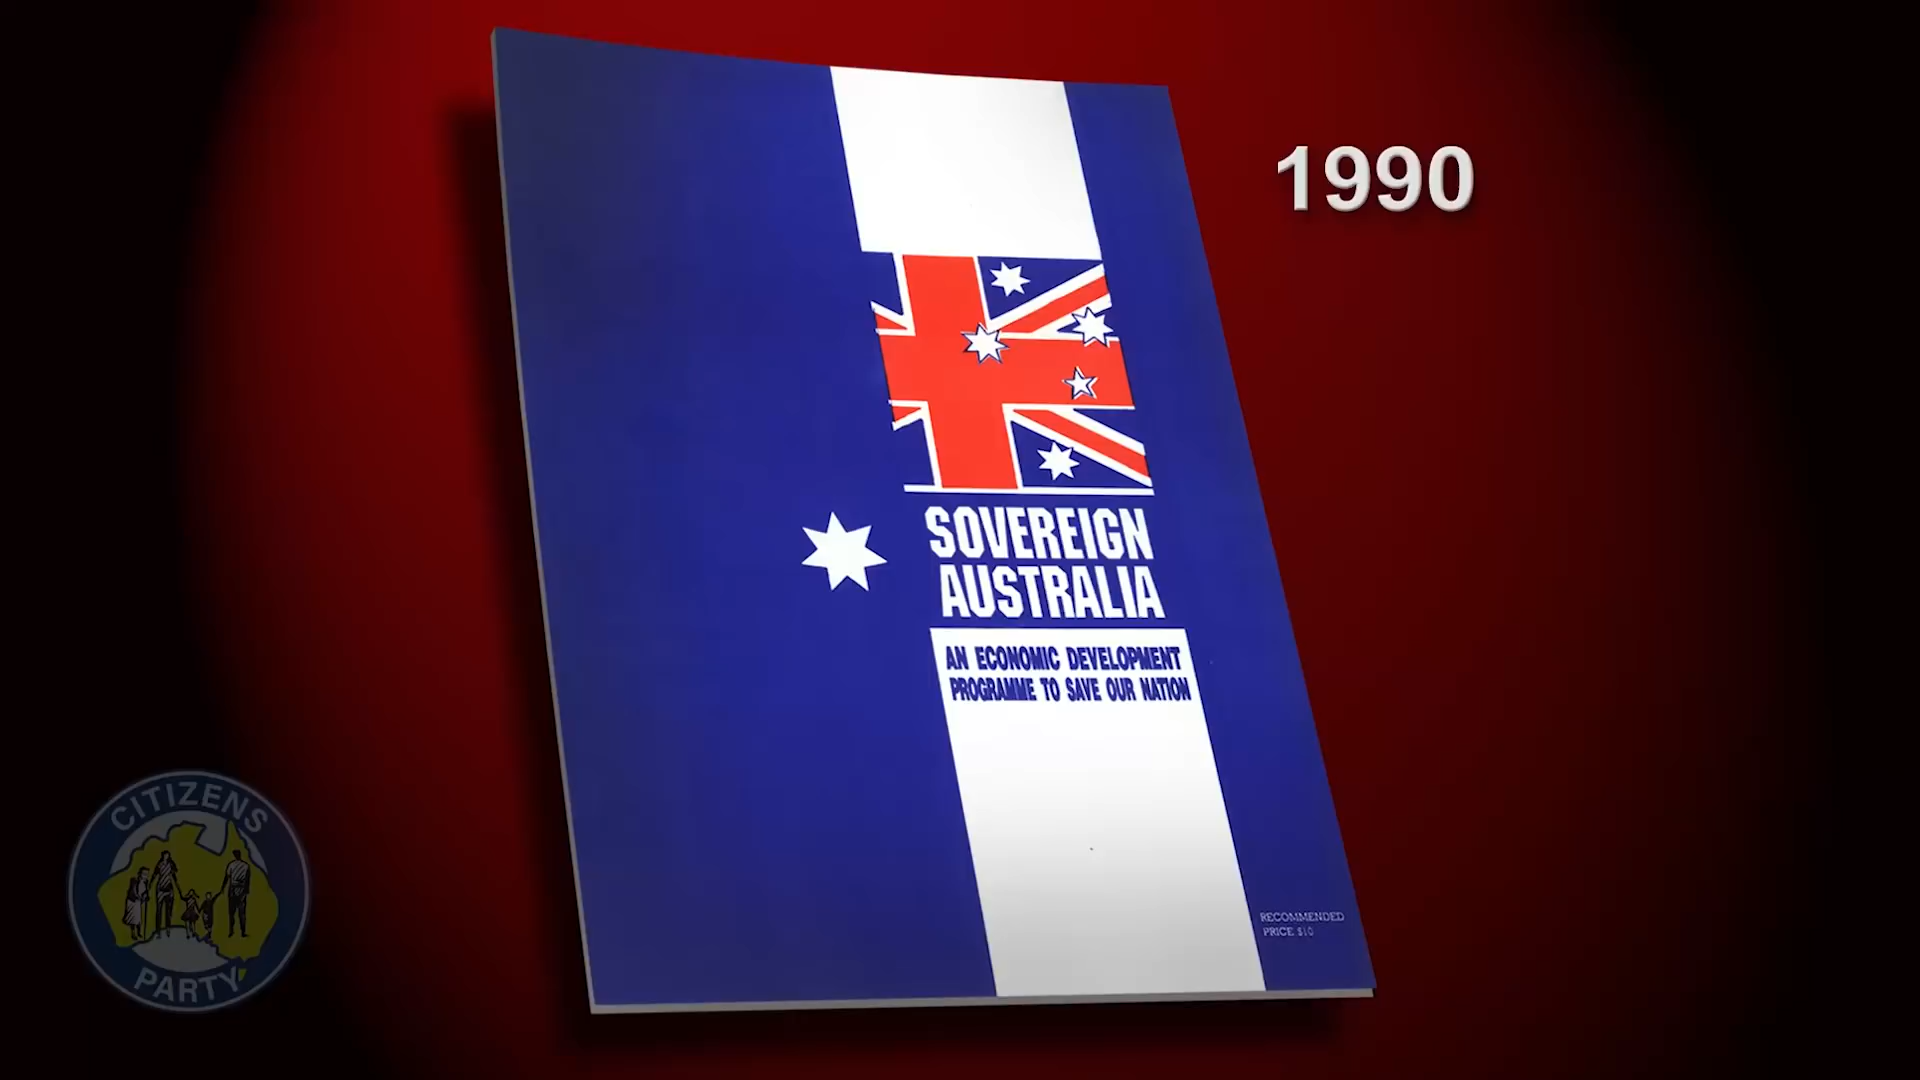 1990
SOVEREIGN
AUSTRALIA
AN ECONOMIC DEVELOPMENT
PROGRAMME TO SAVE OUR NATION
RECOMMENDED
PRICE $10
CITIZENS
PARTY